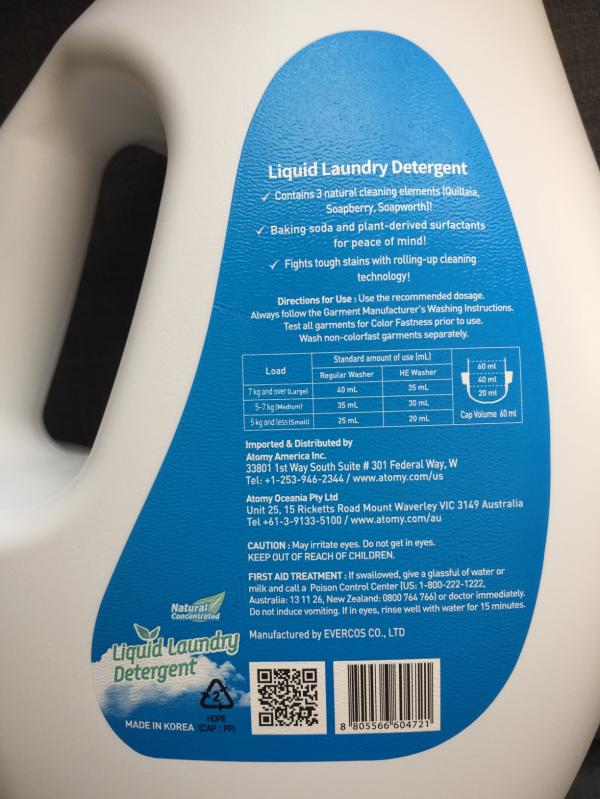 Liquid Laundry Detergent
✓ Contains 3 natural cleaning elements (Quillaia,
Soapberry, Soapworth)!
✓ Baking soda and plant-derived surfactants
for peace of mind!
✓ Fights tough stains with rolling-up cleaning
technology!
Directions for Use : Use the recommended dosage.
Always follow the Garment Manufacturer's Washing Instructions.
Test all garments for Color Fastness prior to use.
Wash non-colorfast garments separately.
Load
Standard amount of use (mL)
Regular Washer HE Washer
7 kg and over (Large) 40 mL 35 mL
5-7 kg (Medium) 35 mL 30 mL
5 kg and less (Small) 25 mL 20 mL
60 ml
40 ml
20 ml
Cap Volume 60 ml
Imported & Distributed by
Atomy America Inc.
33801 1st Way South Suite # 301 Federal Way, W
Tel: +1-253-946-2344 / www.atomy.com/us
Atomy Oceania Pty Ltd
Unit 25, 15 Ricketts Road Mount Waverley VIC 3149 Australia
Tel +61-3-9133-5100 / www.atomy.com/au
CAUTION : May irritate eyes. Do not get in eyes.
KEEP OUT OF REACH OF CHILDREN.
FIRST AID TREATMENT : If swallowed, give a glassful of water or
milk and call a Poison Control Center (US: 1-800-222-1222,
Australia: 13 11 26, New Zealand: 0800 764 766) or doctor immediately.
Do not induce vomiting. If in eyes, rinse well with water for 15 minutes.
Manufactured by EVERCOS CO., LTD
Natural
Concentrated
Liquid Laundry
Detergent
2
HDPE
(CAP : PP)
MADE IN KOREA
8 805566 604721